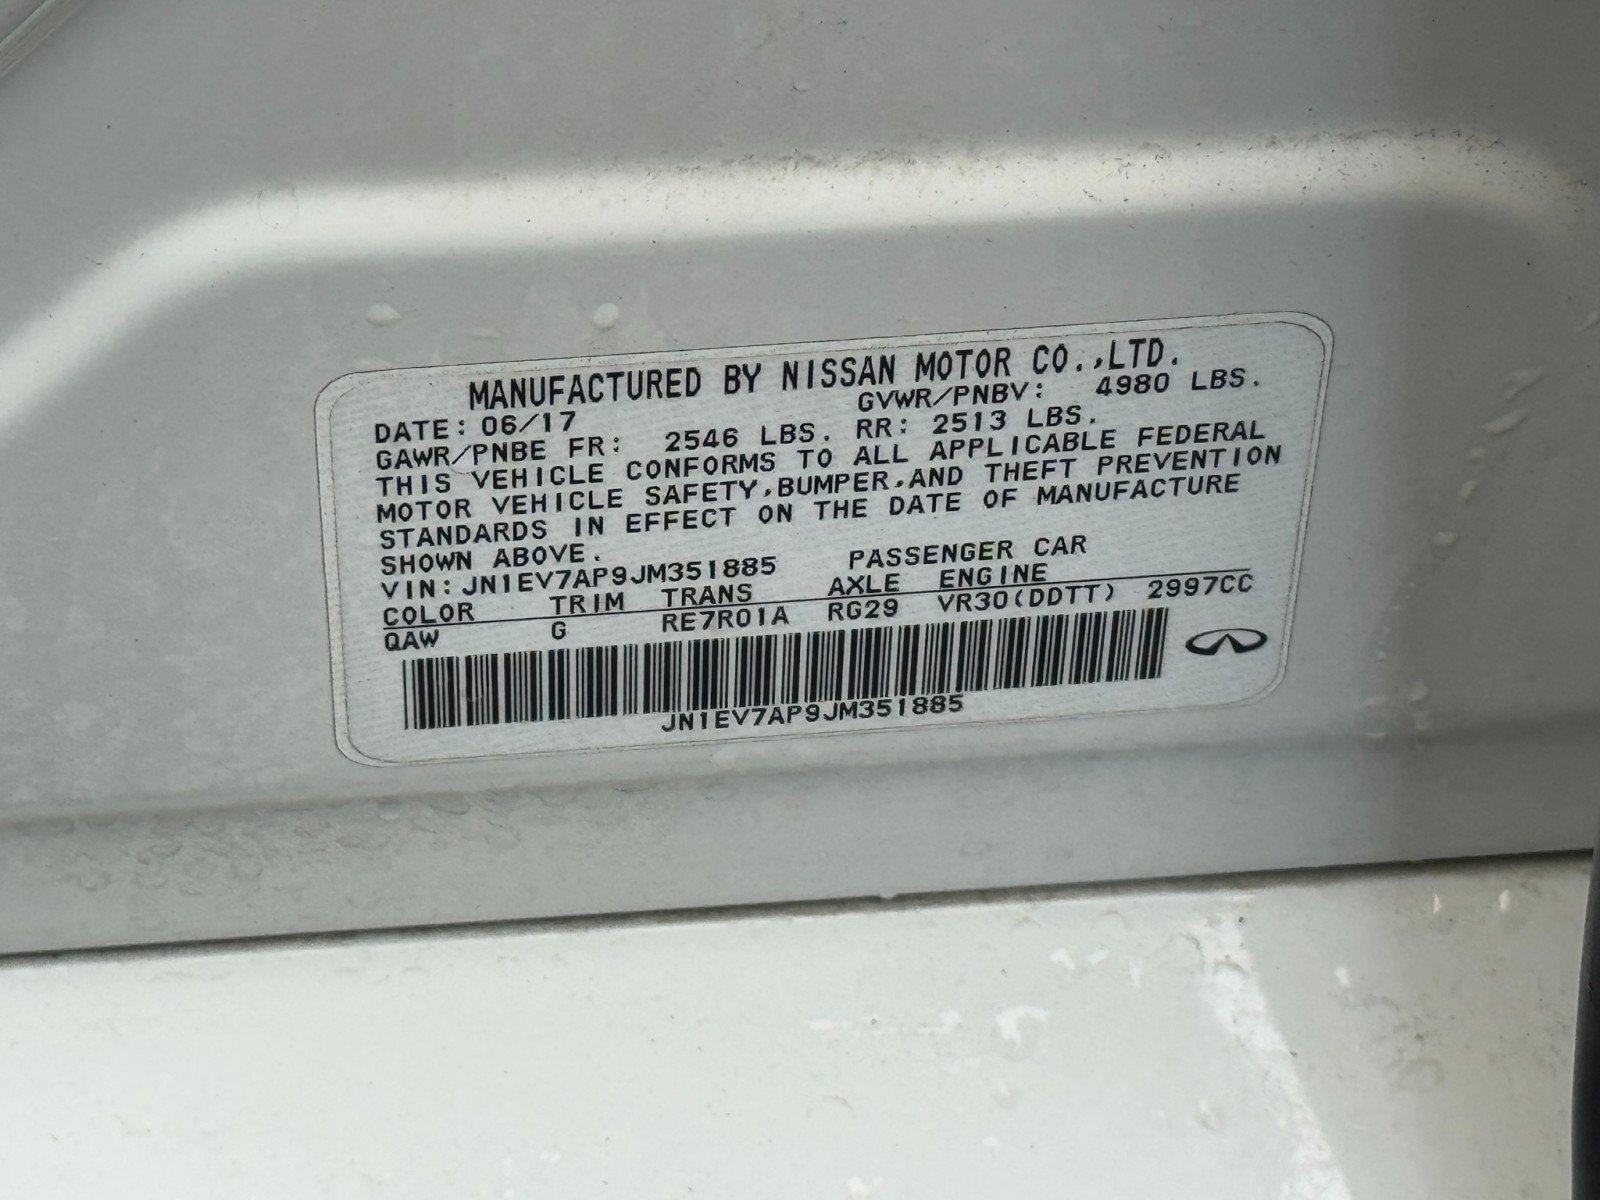 MANUFACTURED BY NISSAN MOTOR CO.,LTD.
DATE: 06/17 GVWR/PNBV: 4980 LBS.
GAWR/PNBE FR: 2546 LBS. RR: 2513 LBS.
THIS VEHICLE CONFORMS TO ALL APPLICABLE FEDERAL
MOTOR VEHICLE SAFETY,BUMPER,AND THEFT PREVENTION
STANDARDS IN EFFECT ON THE DATE OF MANUFACTURE
SHOWN ABOVE.
VIN:JN1EV7AP9JM351885 PASSENGER CAR
COLOR TRIM TRANS AXLE ENGINE
QAW G RE7R01A RG29 VR30(DDTT) 2997CC
JN1EV7AP9JM351885